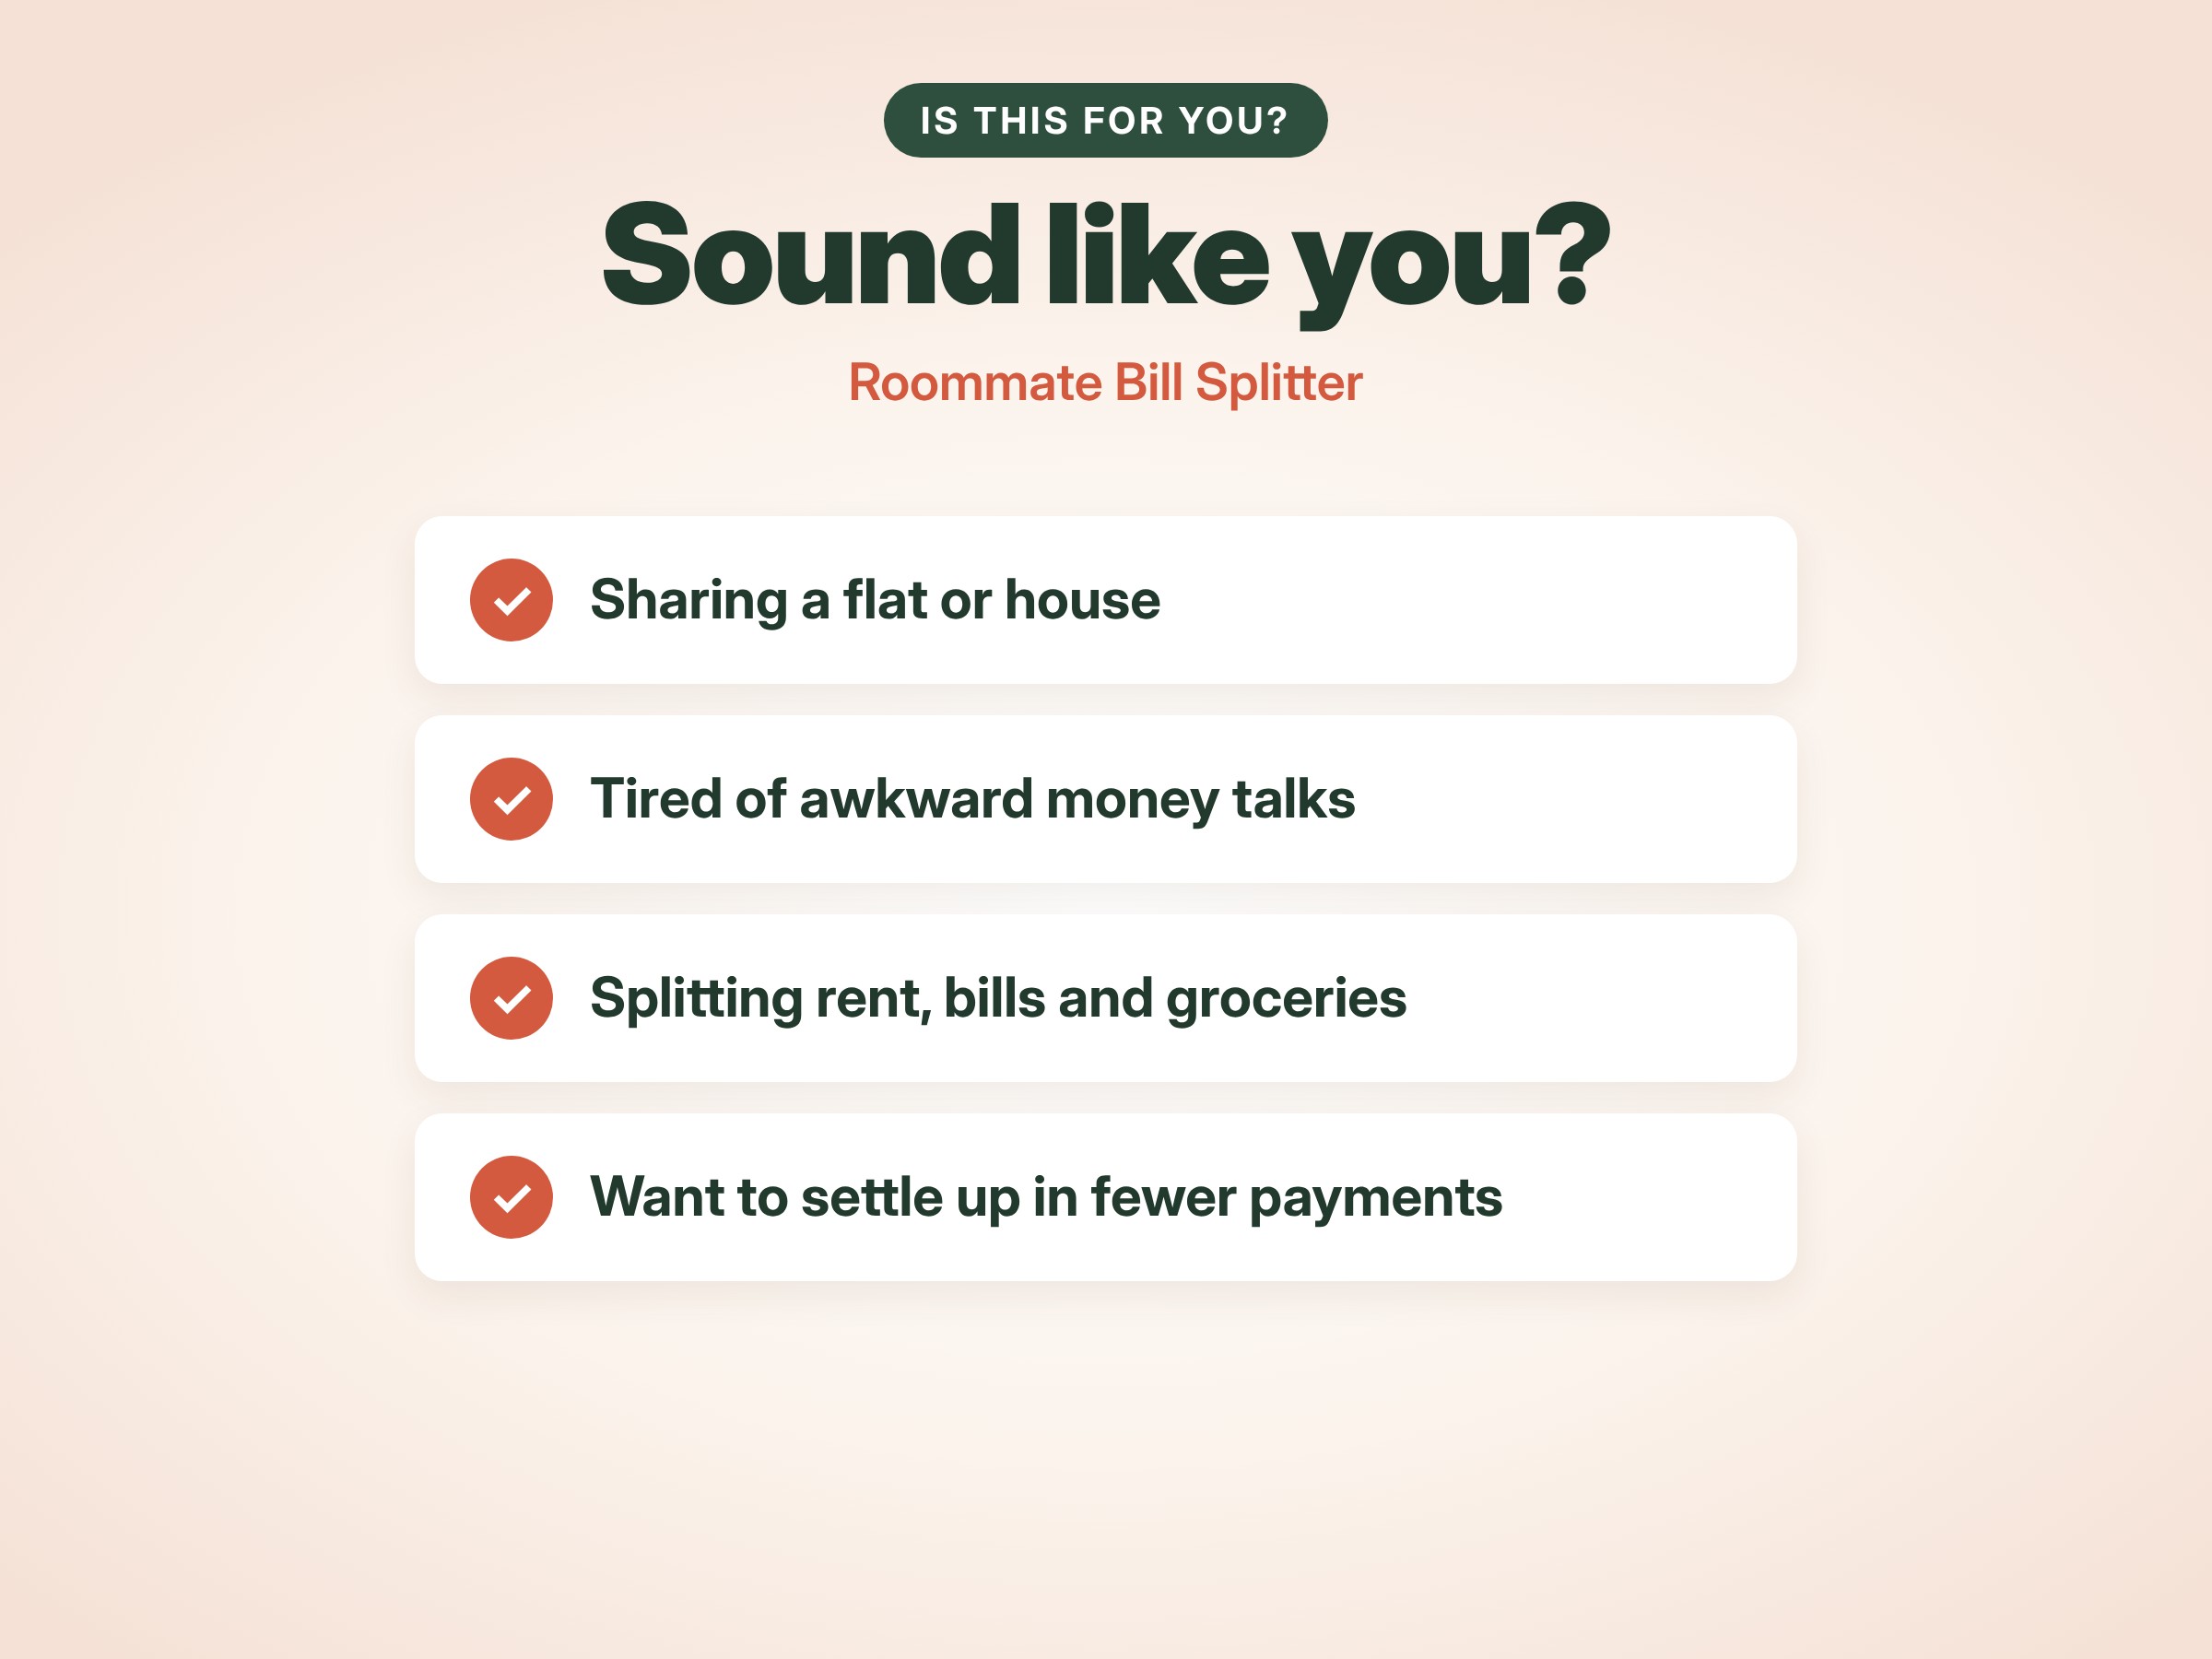 IS THIS FOR YOU?
Sound like you?
Roommate Bill Splitter
Sharing a flat or house
Tired of awkward money talks
Splitting rent, bills and groceries
Want to settle up in fewer payments